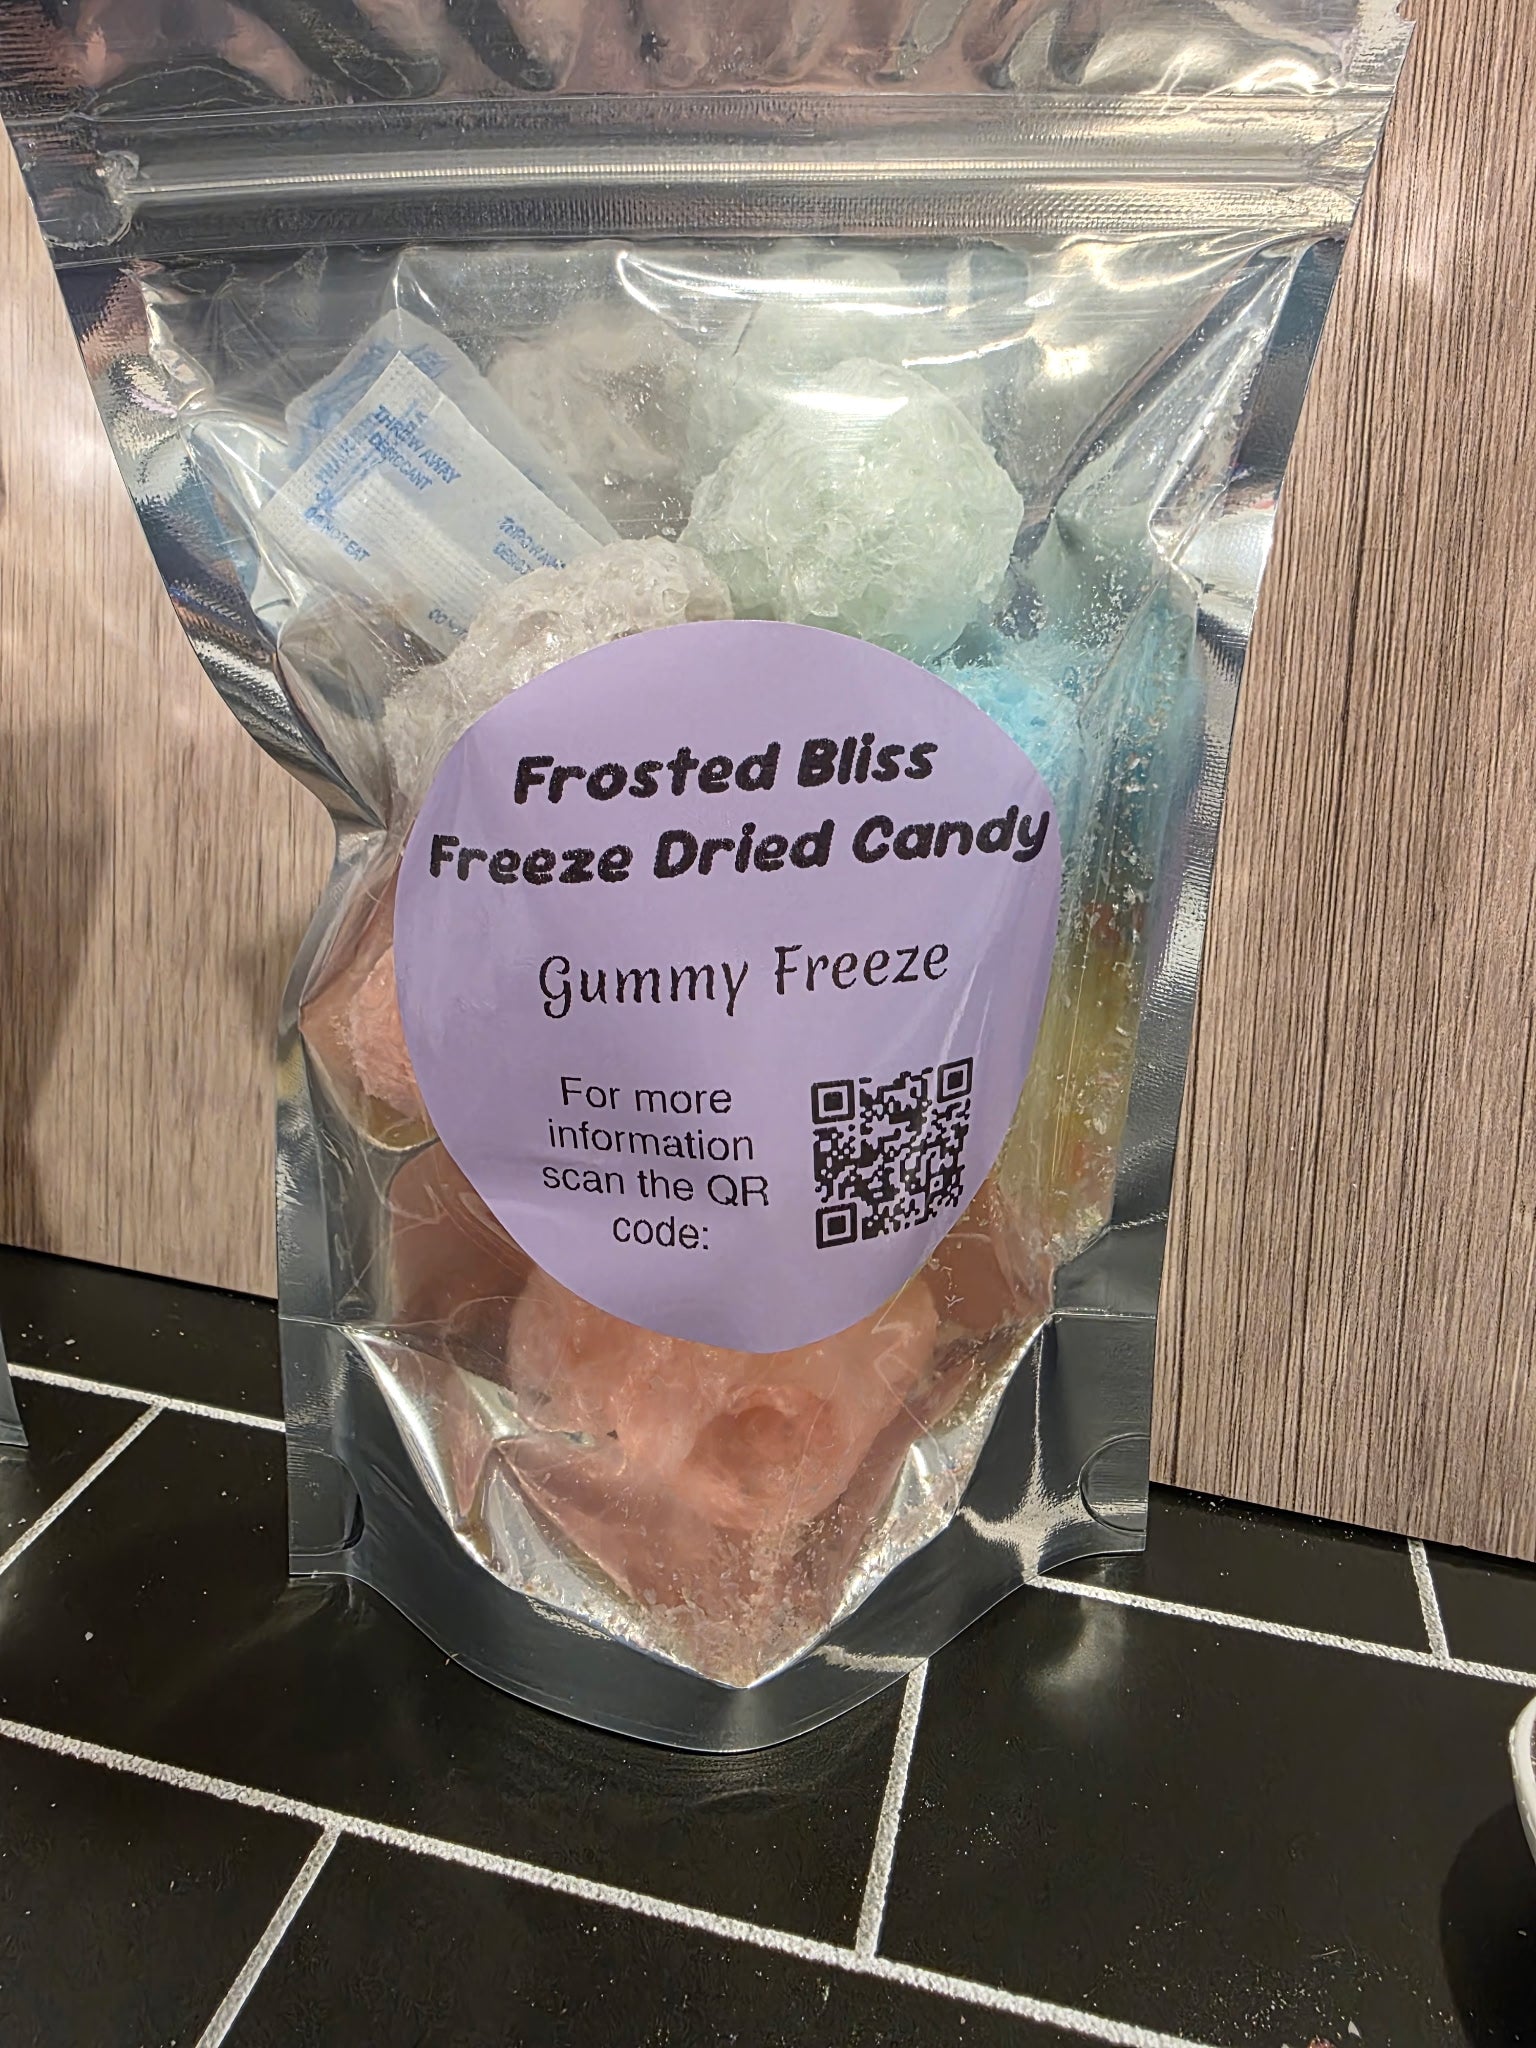 THROW AWAY
DESICCANT
DO NOT EAT
Frosted Bliss
Freeze Dried Candy
Gummy Freeze
For more
information
scan the QR
code: